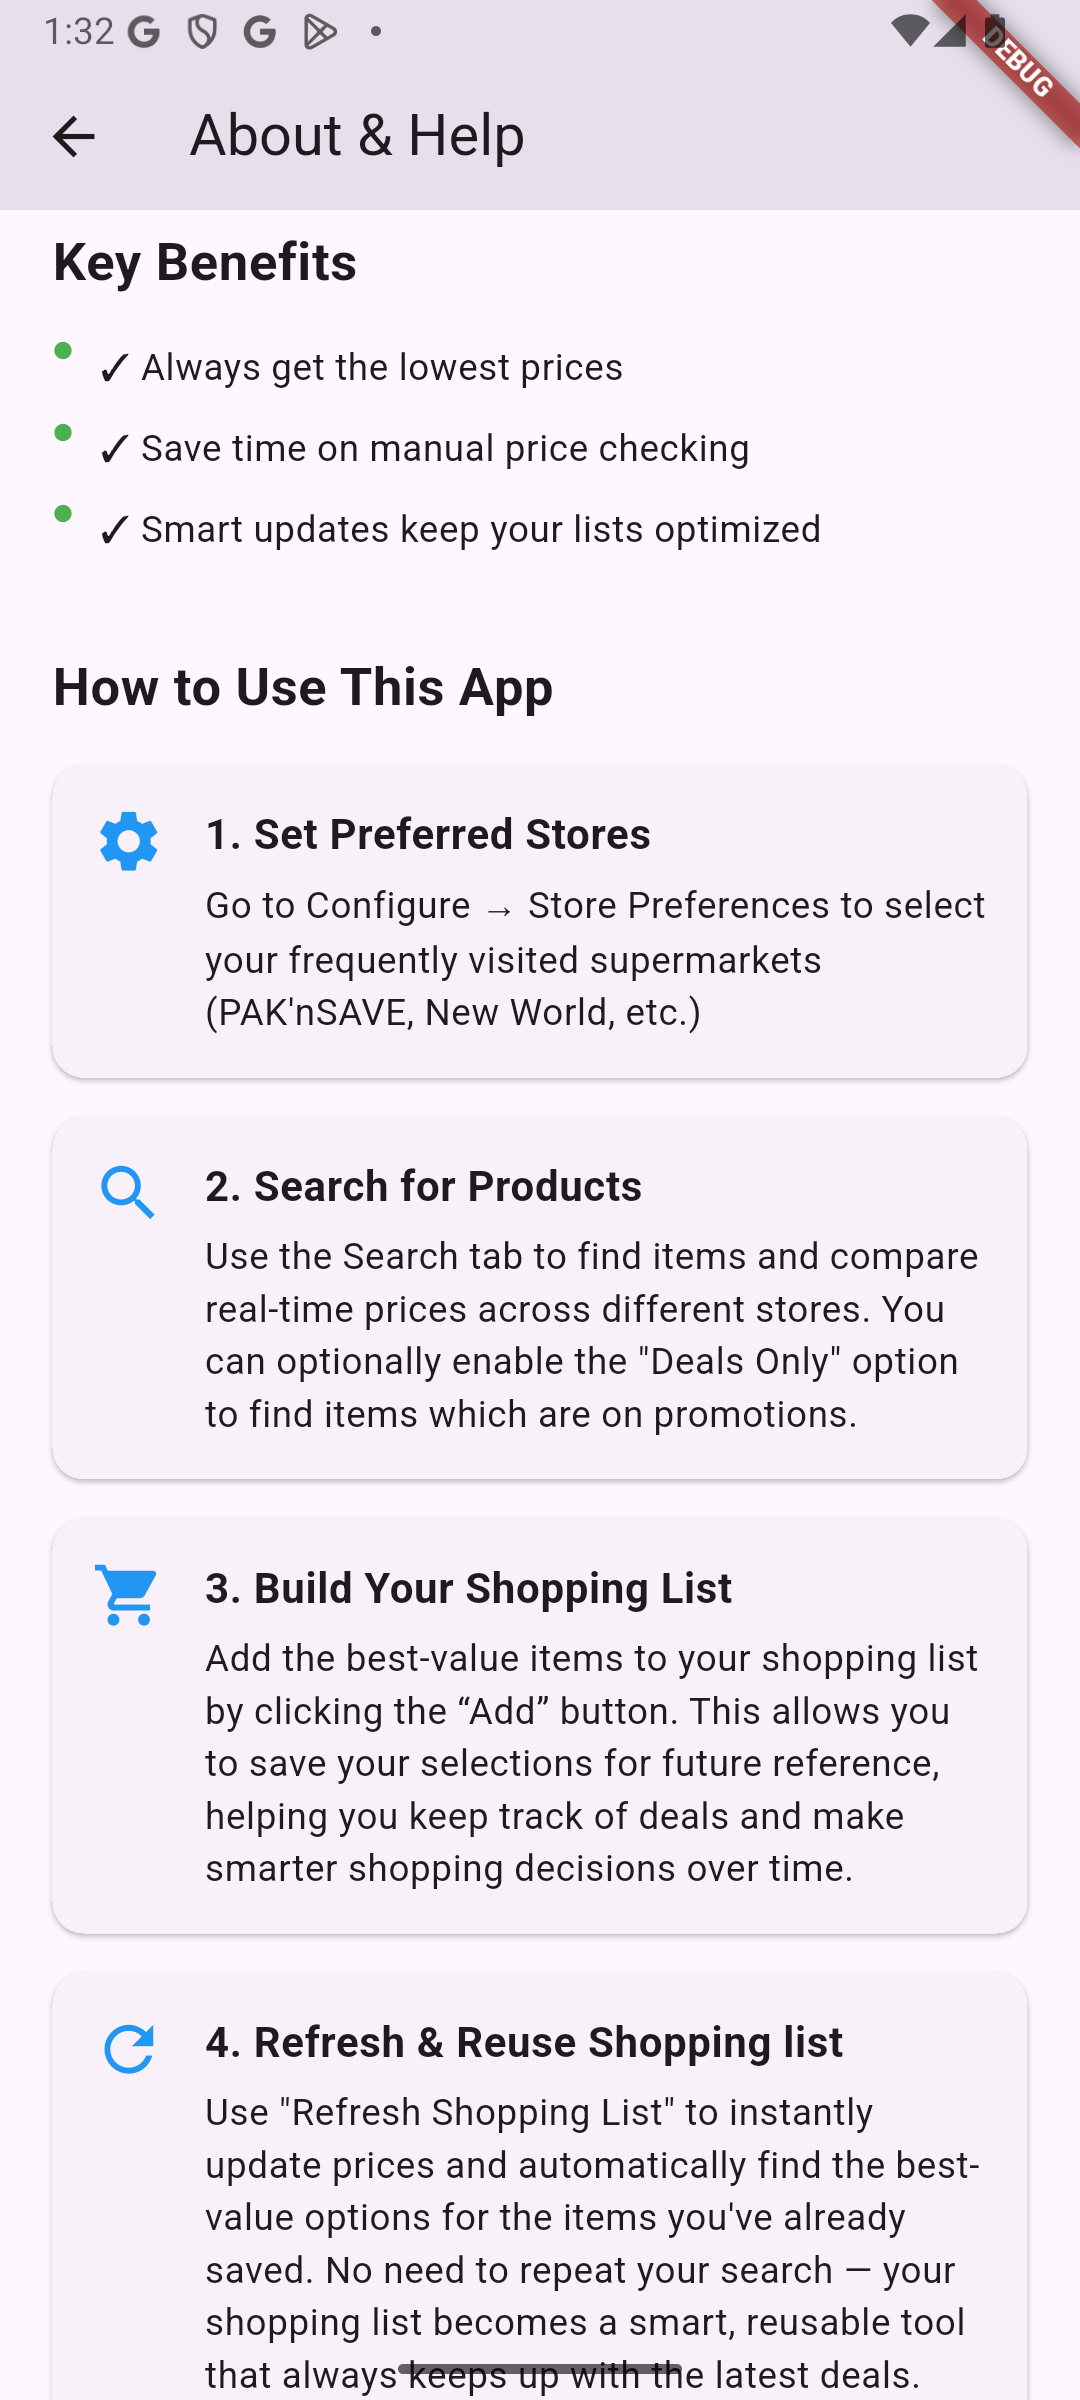 1:32
DEBUG
About & Help
Key Benefits
✓ Always get the lowest prices
✓ Save time on manual price checking
✓ Smart updates keep your lists optimized
How to Use This App
1. Set Preferred Stores
Go to Configure → Store Preferences to select
your frequently visited supermarkets
(PAK'nSAVE, New World, etc.)
2. Search for Products
Use the Search tab to find items and compare
real-time prices across different stores. You
can optionally enable the "Deals Only" option
to find items which are on promotions.
3. Build Your Shopping List
Add the best-value items to your shopping list
by clicking the “Add” button. This allows you
to save your selections for future reference,
helping you keep track of deals and make
smarter shopping decisions over time.
4. Refresh & Reuse Shopping list
Use "Refresh Shopping List" to instantly
update prices and automatically find the best-
value options for the items you've already
saved. No need to repeat your search — your
shopping list becomes a smart, reusable tool
that always keeps up with the latest deals.